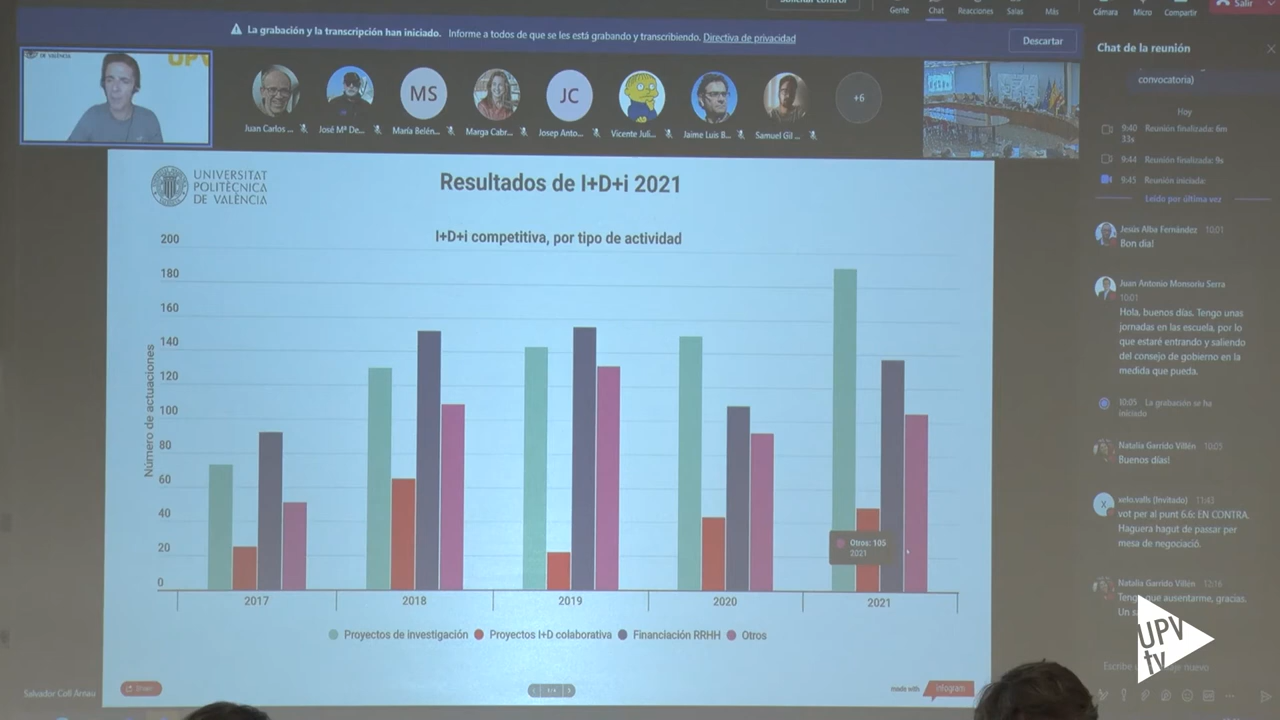 Solicitar control
Gente
Chat
Reacciones
Salas
Más
Cámara
Micro
Compartir
Salir
La grabación y la transcripción han iniciado. Informe a todos de que se les está grabando y transcribiendo. Directiva de privacidad
Descartar
UPV
Juan Carlos ...
José Mª De...
MS
María Belén...
Marga Cabr...
JC
Josep Anto...
Vicente Juli...
Jaime Luis B...
Samuel Gil ...
+6
Chat de la reunión
convocatoria)
Hoy
9:40 Reunión finalizada: 6m 33s
9:44 Reunión finalizada: 9s
9:45 Reunión iniciada:
Leído por última vez
Jesús Alba Fernández 10:01
Bon dia!
Juan Antonio Monsoriu Serra
10:01
Hola, buenos días. Tengo unas
jornadas en las escuela, por lo
que estaré entrando y saliendo
del consejo de gobierno en la
medida que pueda.
10:05 La grabación se ha
iniciado
Natalia Garrido Villén 10:05
Buenos días!
X
xelo.valls (Invitado) 11:43
vot per al punt 6.6: EN CONTRA.
Haguera hagut de passar per
mesa de negociació.
Natalia Garrido Villén 12:16
Tengo que ausentarme, gracias.
UNIVERSITAT
POLITÈCNICA
DE VALÈNCIA
Resultados de I+D+i 2021
I+D+i competitiva, por tipo de actividad
Número de actuaciones
200
180
160
140
120
100
80
60
40
20
0
Otros: 105
2021
2017
2018
2019
2020
2021
Proyectos de investigación
Proyectos I+D colaborativa
Financiación RRHH
Otros
Share
made with
infogram
Salvador Coll Arnau
UPV
tv